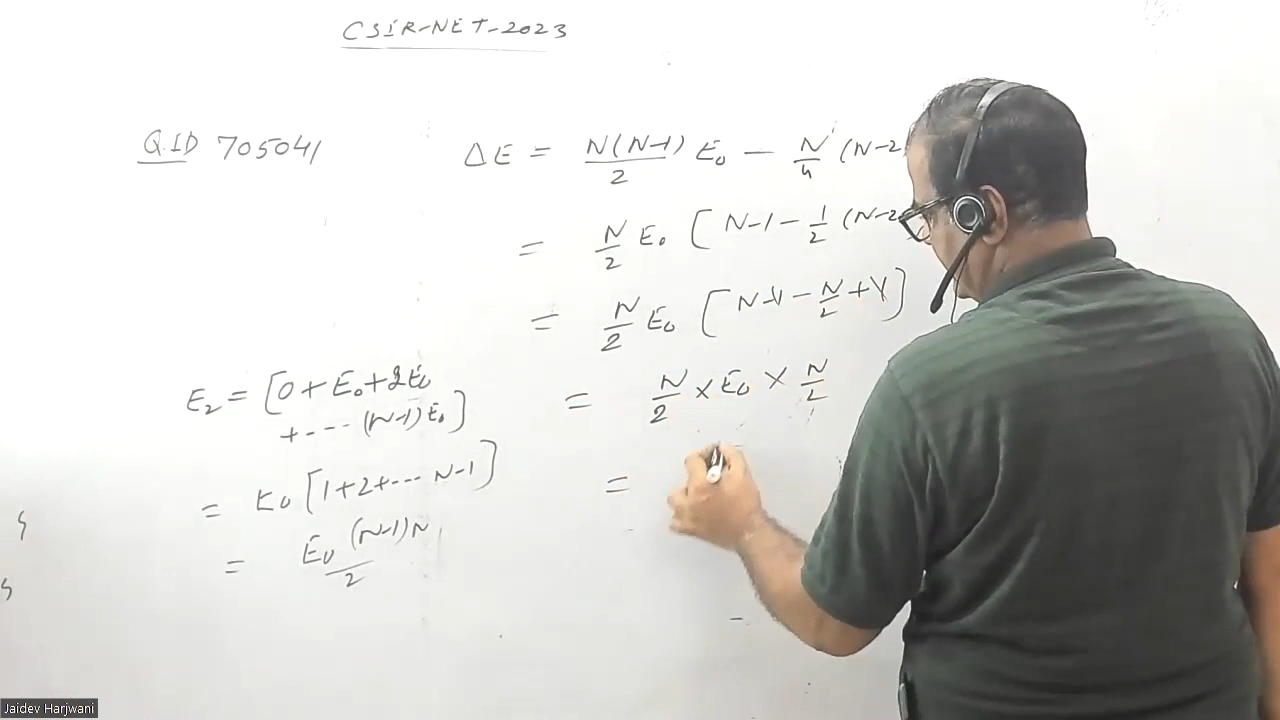 CSIR-NET-2023
Q.ID 705041
ΔE = N(N-1)/2 E₀ - N/4 (N-2
= N/2 E₀ [N-1-1/2 (N-2
= N/2 E₀ [N-1-N/2+1]
= N/2 × E₀ × N/2
=
E₂ = [0+E₀+2E₀
+---- (N-1)E₀]
= E₀ [1+2+--- N-1]
= E₀ (N-1)N/2
Jaidev Harjwani